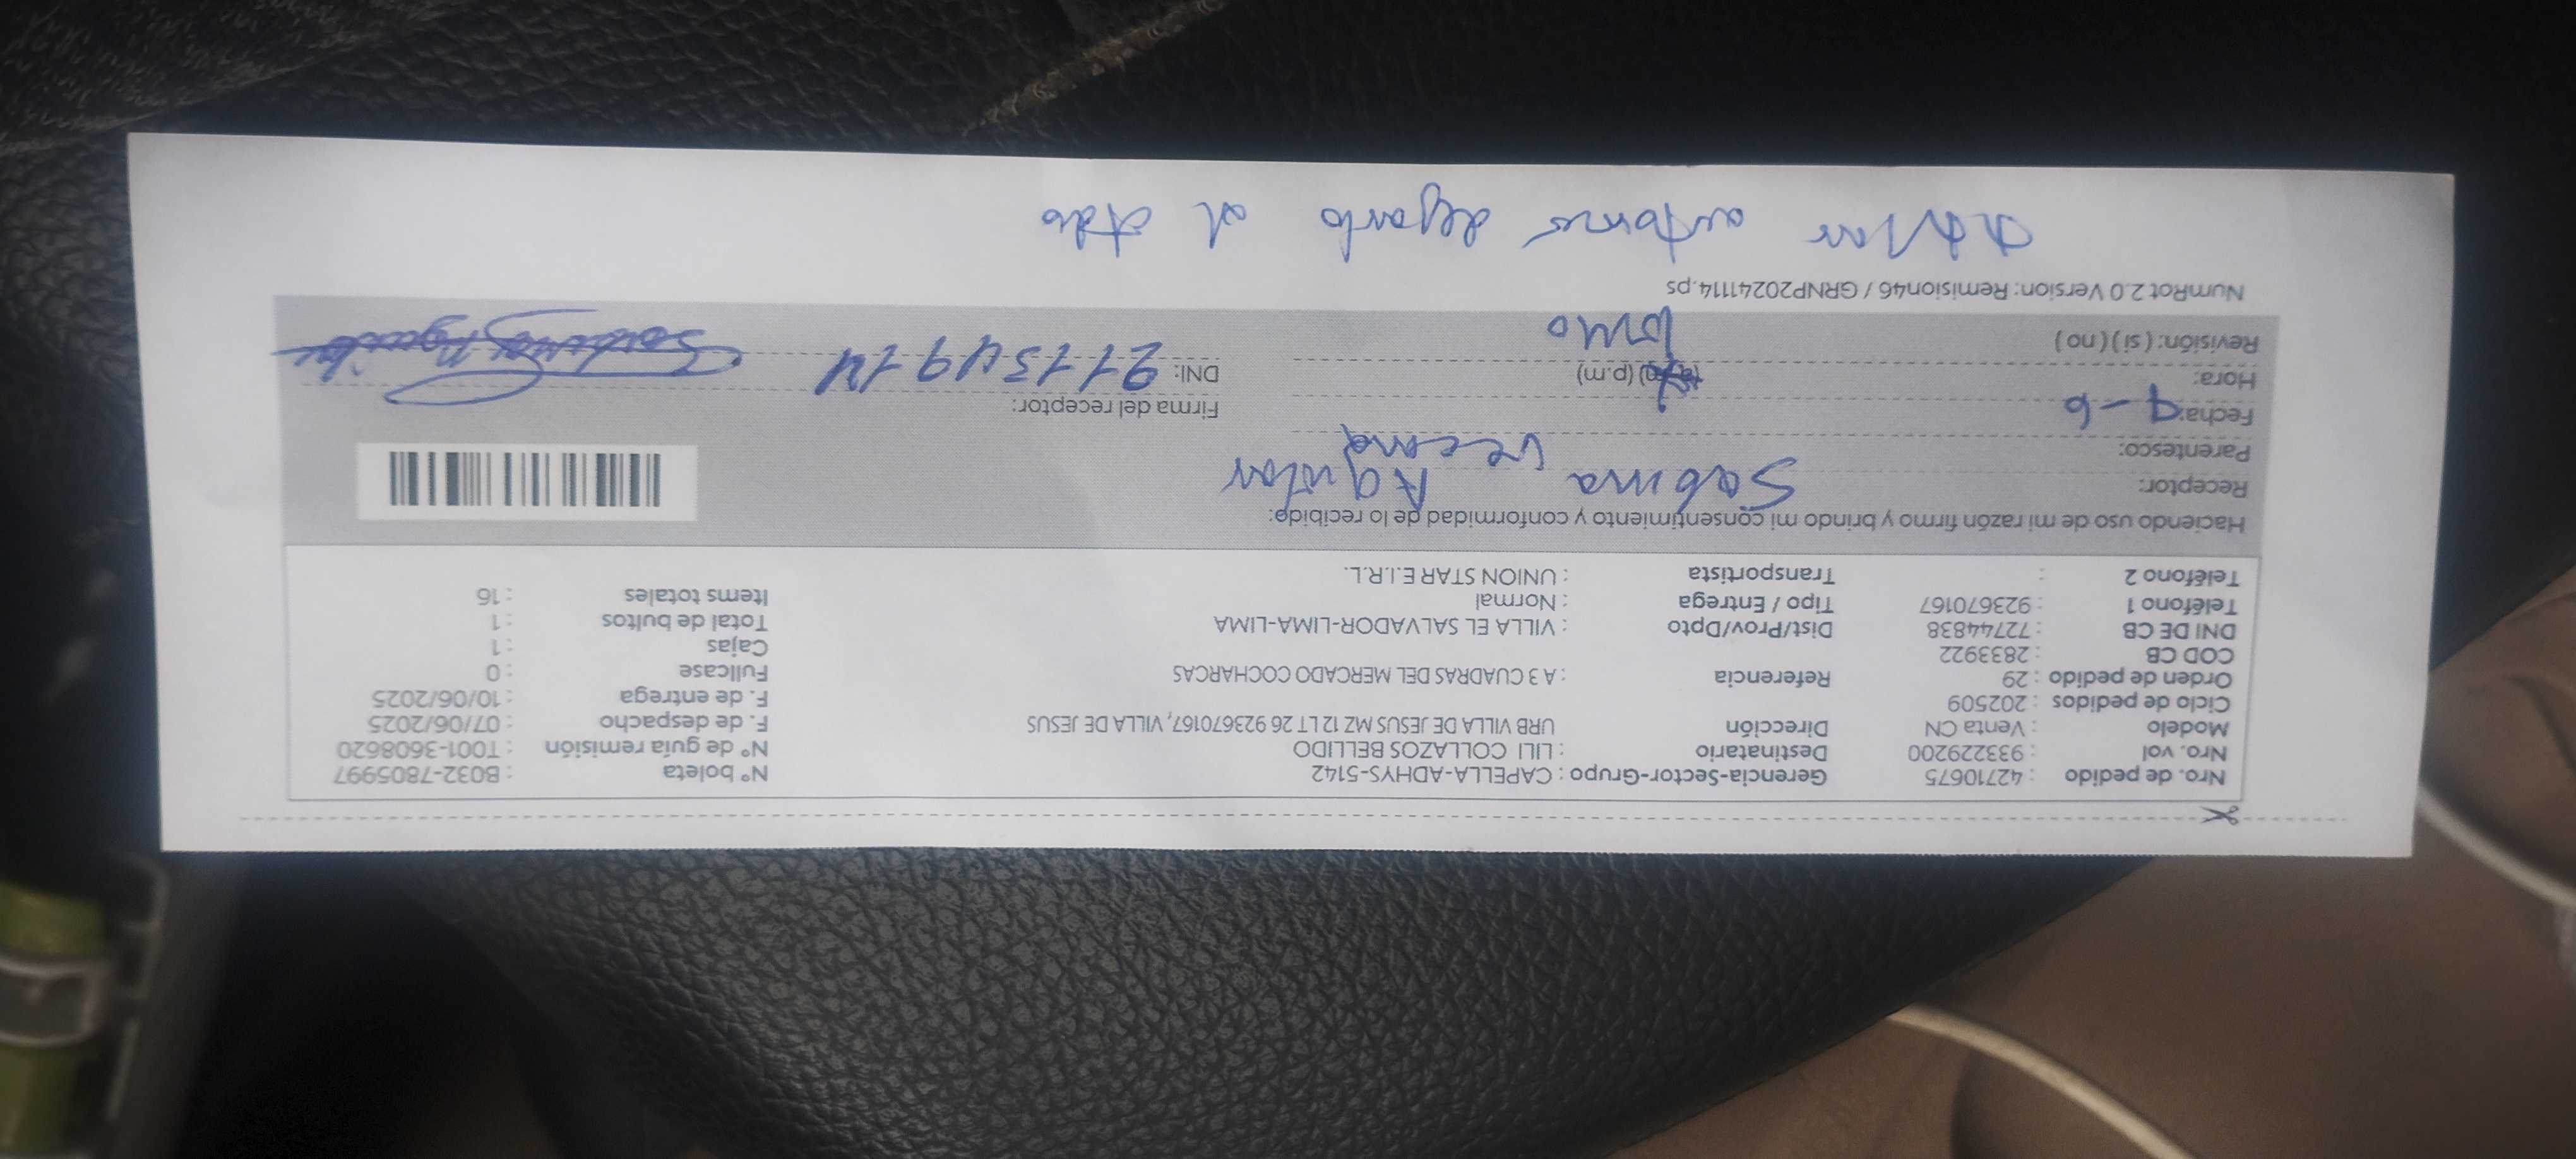 Nro. de pedido : 42710675 Gerencia-Sector-Grupo : CAPELLA-ADHYS-5142 N° boleta : B032-7805997
Nro. vol : 933229200 Destinatario : LILI COLLAZOS BELLIDO N° de guía remisión : T001-3608620
Modelo : Venta CN Dirección URB VILLA DE JESUS MZ 12 LT 26 923670167, VILLA DE JESUS F. de despacho : 07/06/2025
Ciclo de pedidos : 202509 F. de entrega : 10/06/2025
Orden de pedido : 29 Referencia : A 3 CUADRAS DEL MERCADO COCHARCAS Fullcase : 0
COD CB : 2833922 Cajas : 1
DNI DE CB : 72744838 Dist/Prov/Dpto : VILLA EL SALVADOR-LIMA-LIMA Total de bultos : 1
Teléfono 1 : 923670167 Tipo / Entrega : Normal Items totales : 16
Teléfono 2 : Transportista : UNION STAR E.I.R.L.
Haciendo uso de mi razón firmo y brindo mi consentimiento y conformidad de lo recibido:
Receptor: Sabina Aguilar
Parentesco: Vecina
Fecha: 9-6 Firma del receptor:
Hora: (p.m) DNI:
Revisión: (si) (no)
NumRot 2.0 Version: Remision46 / GRNP20241114.ps
autorizo dejarlo al lado